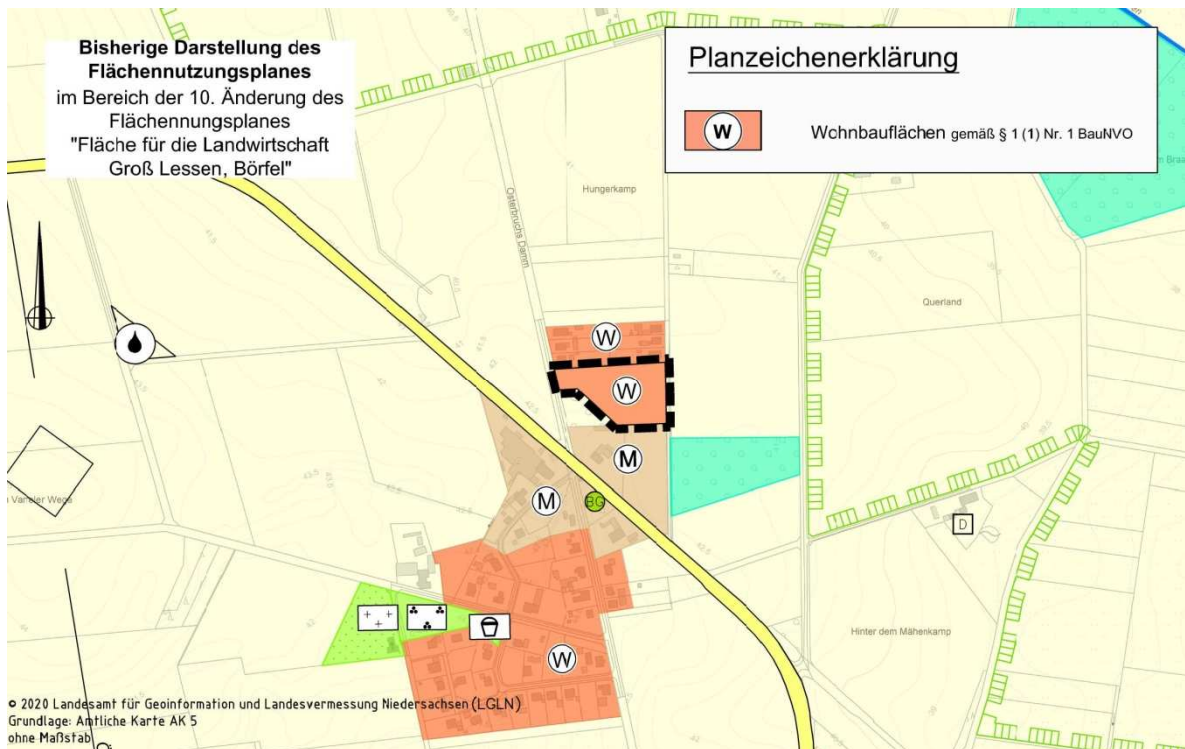 Bisherige Darstellung des
Flächennutzungsplanes
im Bereich der 10. Änderung des
Flächennungsplanes
"Fläche für die Landwirtschaft
Groß Lessen, Börfel"
Planzeichenerklärung
W
Wohnbauflächen gemäß § 1 (1) Nr. 1 BauNVO
Hungerkamp
Osterbruchs Damm
Querland
W
W
M
M
BG
D
Hinter dem Mähenkamp
W
© 2020 Landesamt für Geoinformation und Landesvermessung Niedersachsen (LGLN)
Grundlage: Amtliche Karte AK 5
ohne Maßstab